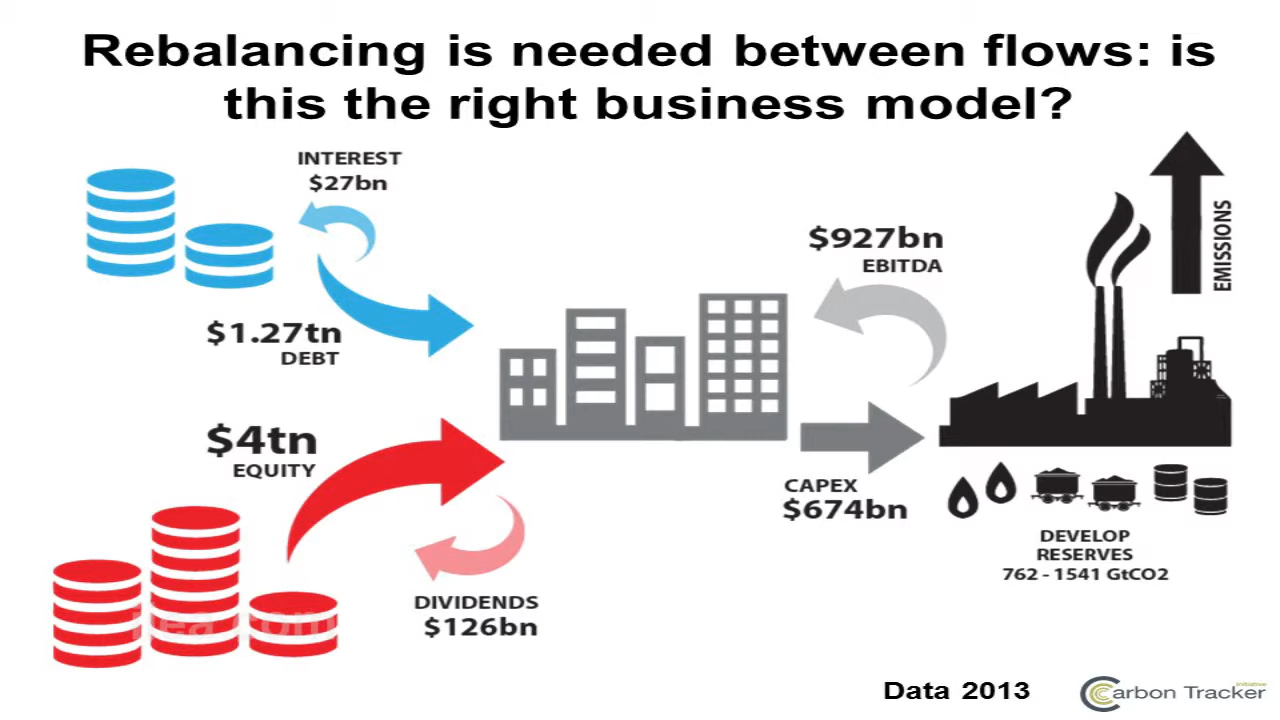 Rebalancing is needed between flows: is
this the right business model?
INTEREST
$27bn
$1.27tn
DEBT
$4tn
EQUITY
DIVIDENDS
$126bn
$927bn
EBITDA
CAPEX
$674bn
EMISSIONS
DEVELOP
RESERVES
762 - 1541 GtCO2
Data 2013
initiative
Carbon Tracker